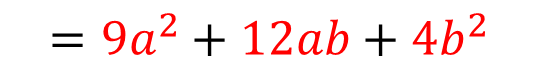 = 9a² + 12ab + 4b²